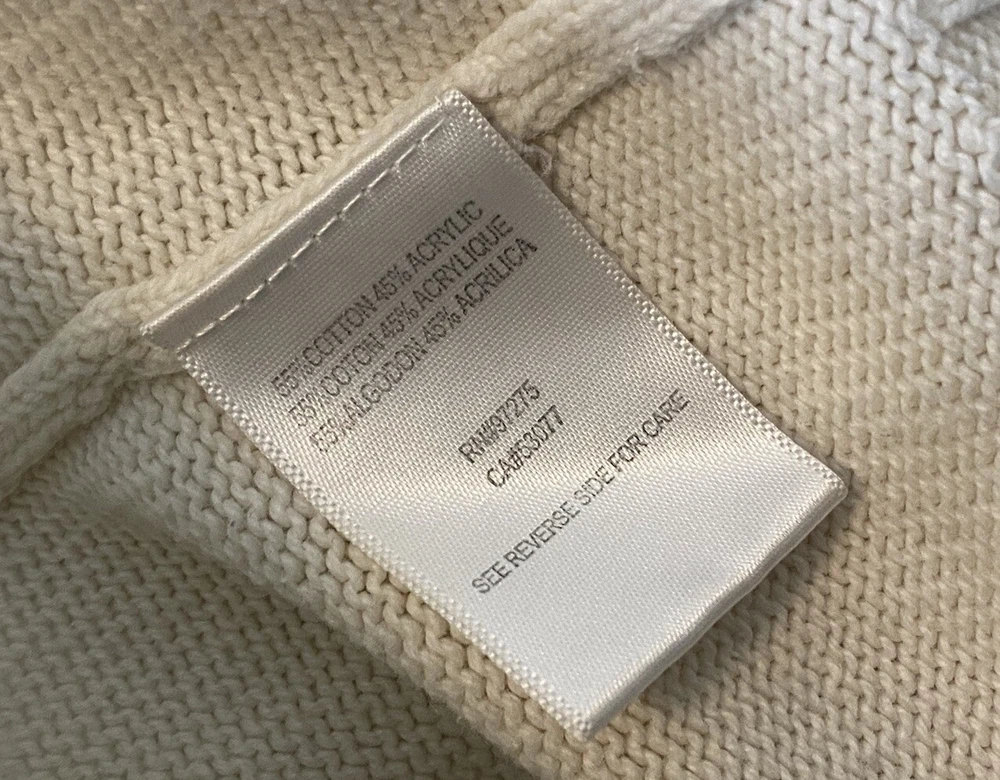 55% COTTON 45% ACRYLIC
55% COTON 45% ACRYLIQUE
55% ALGODON 45% ACRILICA
RN#97275
CA#53077
SEE REVERSE SIDE FOR CARE